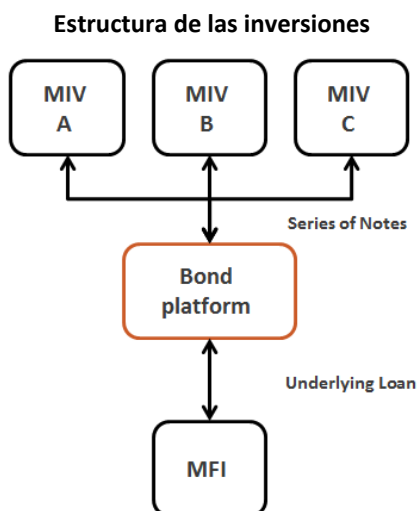 Estructura de las inversiones
MIV
A
MIV
B
MIV
C
Series of Notes
Bond
platform
Underlying Loan
MFI